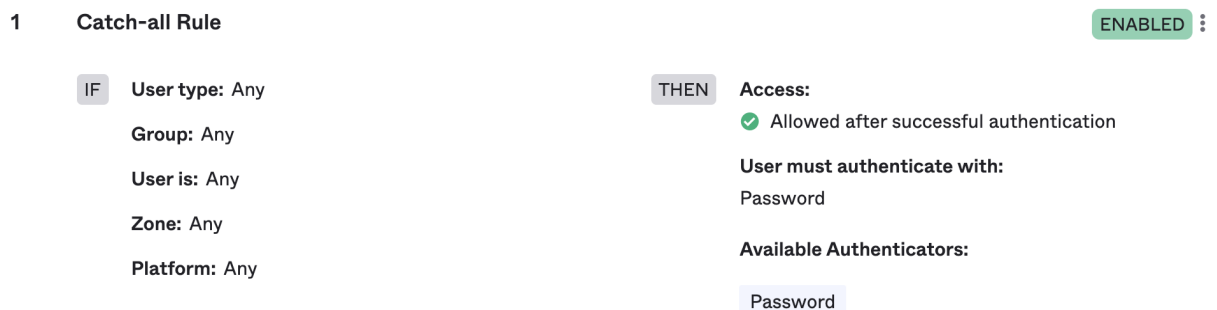 1 Catch-all Rule ENABLED
IF User type: Any
Group: Any
User is: Any
Zone: Any
Platform: Any
THEN Access:
Allowed after successful authentication
User must authenticate with:
Password
Available Authenticators:
Password